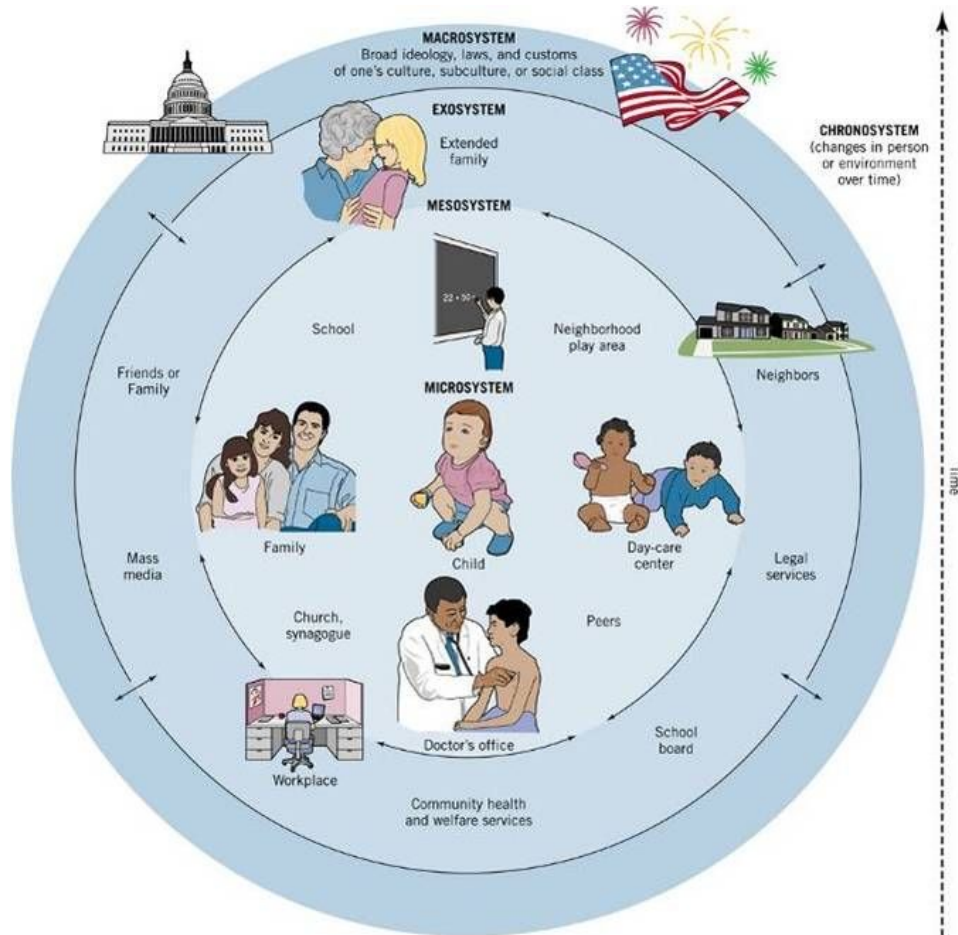 MACROSYSTEM
Broad ideology, laws, and customs
of one's culture, subculture, or social class
EXOSYSTEM
Extended
family
CHRONOSYSTEM
(changes in person
or environment
over time)
MESOSYSTEM
22 + 50 =
School
Neighborhood
play area
Friends or
Family
Neighbors
MICROSYSTEM
Time
Family
Child
Day-care
center
Mass
media
Legal
services
Church,
synagogue
Peers
Doctor's office
School
board
Workplace
Community health
and welfare services